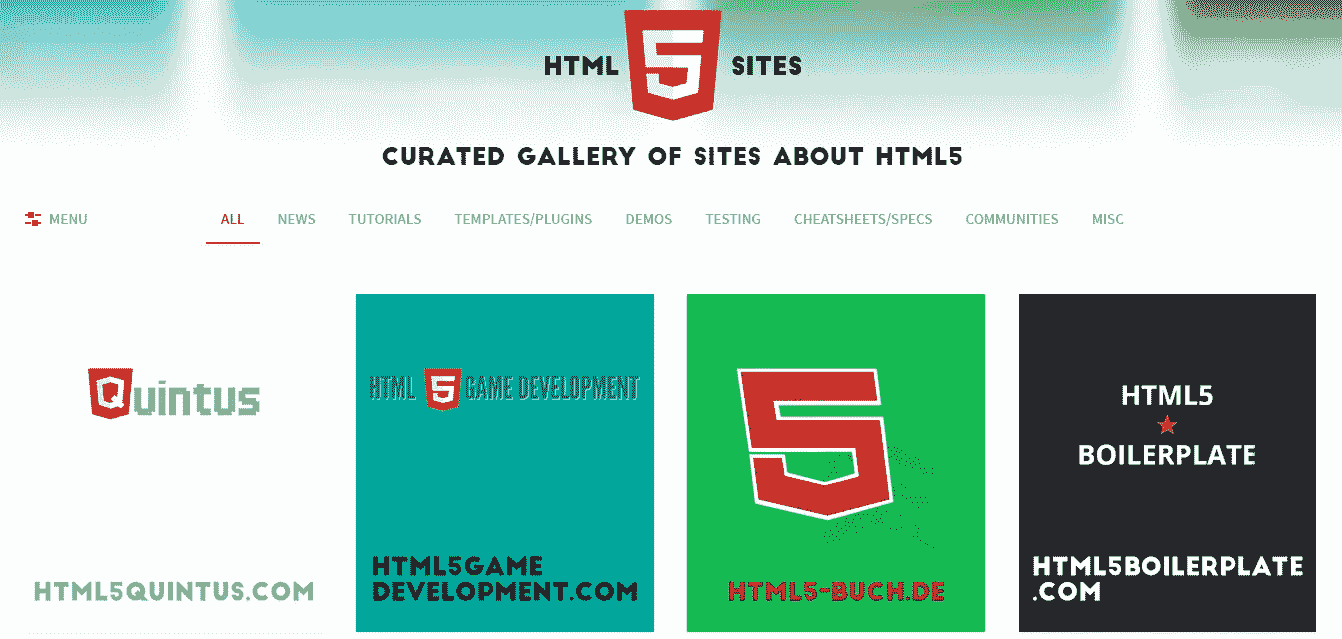 HTML 5 SITES
CURATED GALLERY OF SITES ABOUT HTML5
MENU
ALL NEWS TUTORIALS TEMPLATES/PLUGINS DEMOS TESTING CHEATSHEETS/SPECS COMMUNITIES MISC
Quintus
HTML5QUINTUS.COM
HTML 5 GAME DEVELOPMENT
HTML5GAME
DEVELOPMENT.COM
5
HTML5-BUCH.DE
HTML5
BOILERPLATE
HTML5BOILERPLATE
.COM